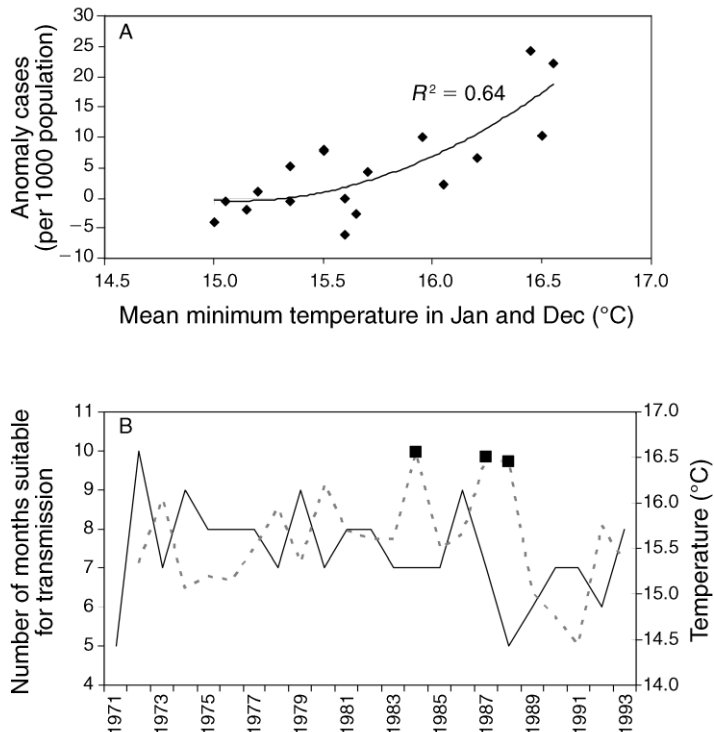 A
30
25
20
15
10
5
0
−5
−10
Anomaly cases
(per 1000 population)
R² = 0.64
14.5 15.0 15.5 16.0 16.5 17.0
Mean minimum temperature in Jan and Dec (°C)
B
11
10
9
8
7
6
5
4
Number of months suitable
for transmission
17.0
16.5
16.0
15.5
15.0
14.5
14.0
Temperature (°C)
1971 1973 1975 1977 1979 1981 1983 1985 1987 1989 1991 1993